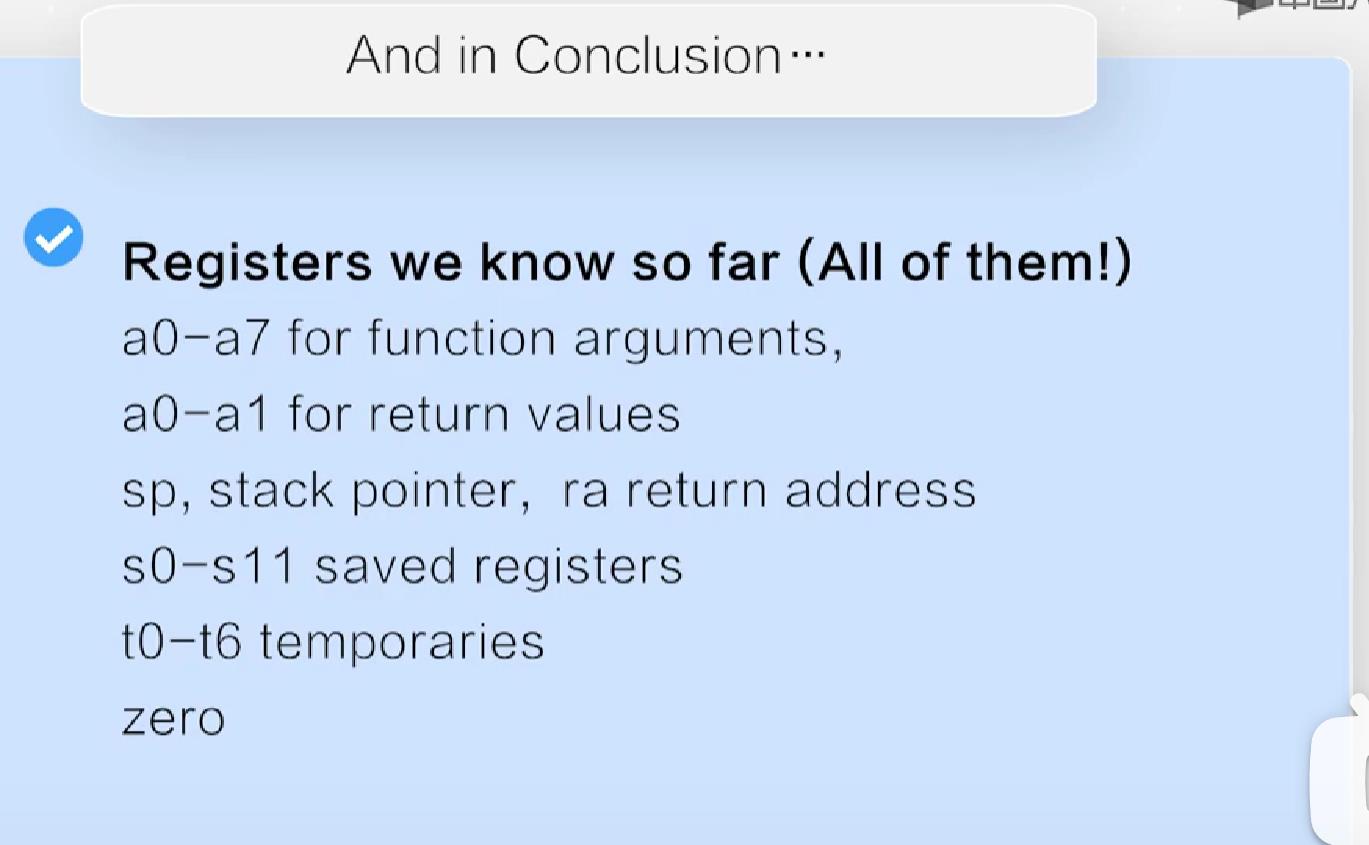 And in Conclusion…
Registers we know so far (All of them!)
a0-a7 for function arguments,
a0-a1 for return values
sp, stack pointer, ra return address
s0-s11 saved registers
t0-t6 temporaries
zero